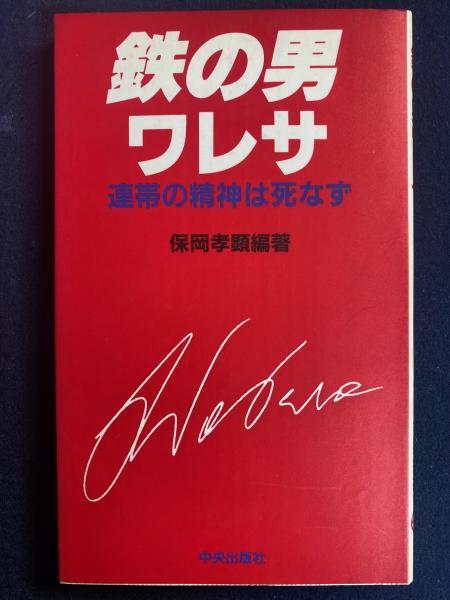 鉄の男
ワレサ
連帯の精神は死なず
保岡孝顕編著
中央出版社